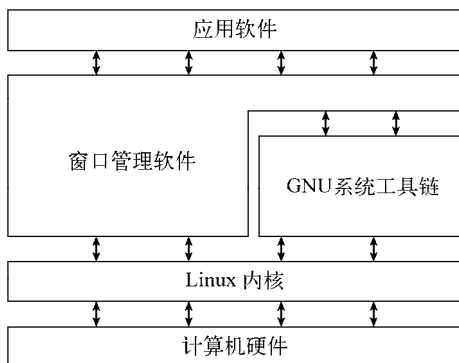 应用软件
窗口管理软件
GNU系统工具链
Linux 内核
计算机硬件